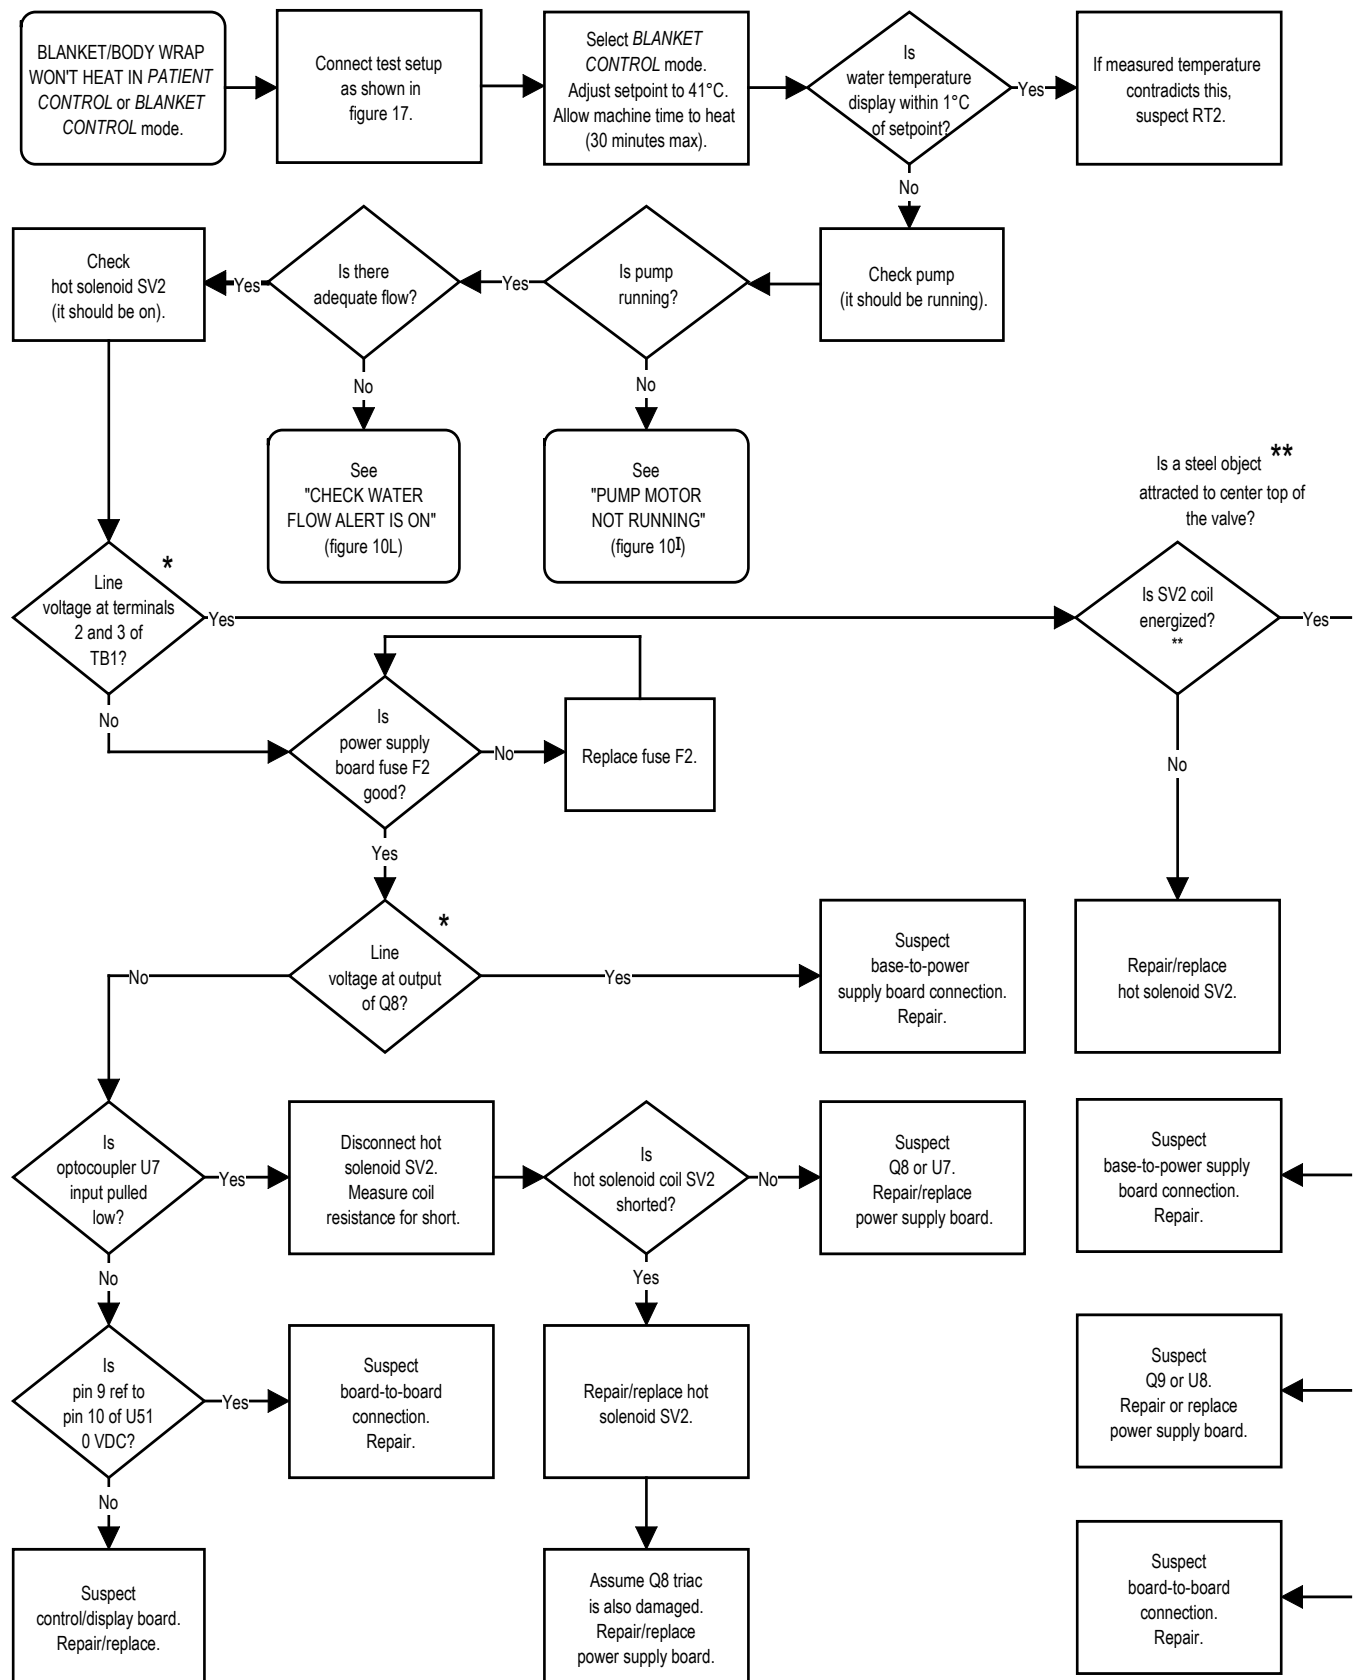 BLANKET/BODY WRAP
WON'T HEAT IN PATIENT
CONTROL or BLANKET
CONTROL mode.
Connect test setup
as shown in
figure 17.
Select BLANKET
CONTROL mode.
Adjust setpoint to 41°C.
Allow machine time to heat
(30 minutes max).
Is
water temperature
display within 1°C
of setpoint?
Yes
If measured temperature
contradicts this,
suspect RT2.
No
Check pump
(it should be running).
Is pump
running?
Yes
Is there
adequate flow?
Yes
Check
hot solenoid SV2
(it should be on).
No
No
See
"CHECK WATER
FLOW ALERT IS ON"
(figure 10L)
See
"PUMP MOTOR
NOT RUNNING"
(figure 10I)
Is a steel object **
attracted to center top of
the valve?
*
Line
voltage at terminals
2 and 3 of
TB1?
Yes
Is SV2 coil
energized?
**
Yes
No
Is
power supply
board fuse F2
good?
No
Replace fuse F2.
No
Yes
*
Line
voltage at output
of Q8?
No
Yes
Suspect
base-to-power
supply board connection.
Repair.
Repair/replace
hot solenoid SV2.
Is
optocoupler U7
input pulled
low?
Yes
Disconnect hot
solenoid SV2.
Measure coil
resistance for short.
Is
hot solenoid coil SV2
shorted?
No
Suspect
Q8 or U7.
Repair/replace
power supply board.
Suspect
base-to-power supply
board connection.
Repair.
No
Yes
Is
pin 9 ref to
pin 10 of U51
0 VDC?
Yes
Suspect
board-to-board
connection.
Repair.
Repair/replace hot
solenoid SV2.
Suspect
Q9 or U8.
Repair or replace
power supply board.
No
Suspect
control/display board.
Repair/replace.
Assume Q8 triac
is also damaged.
Repair/replace
power supply board.
Suspect
board-to-board
connection.
Repair.